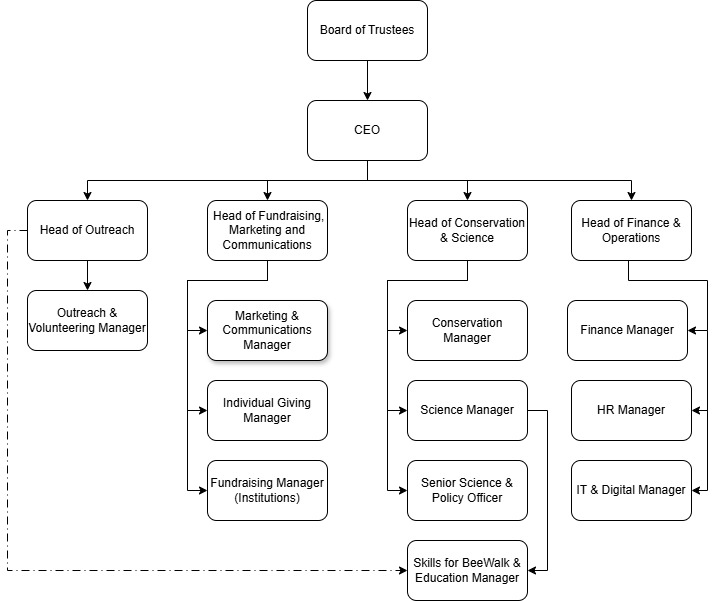 Board of Trustees
CEO
Head of Outreach
Head of Fundraising,
Marketing and
Communications
Head of Conservation
& Science
Head of Finance &
Operations
Outreach &
Volunteering Manager
Marketing &
Communications
Manager
Conservation
Manager
Finance Manager
Individual Giving
Manager
Science Manager
HR Manager
Fundraising Manager
(Institutions)
Senior Science &
Policy Officer
IT & Digital Manager
Skills for BeeWalk &
Education Manager